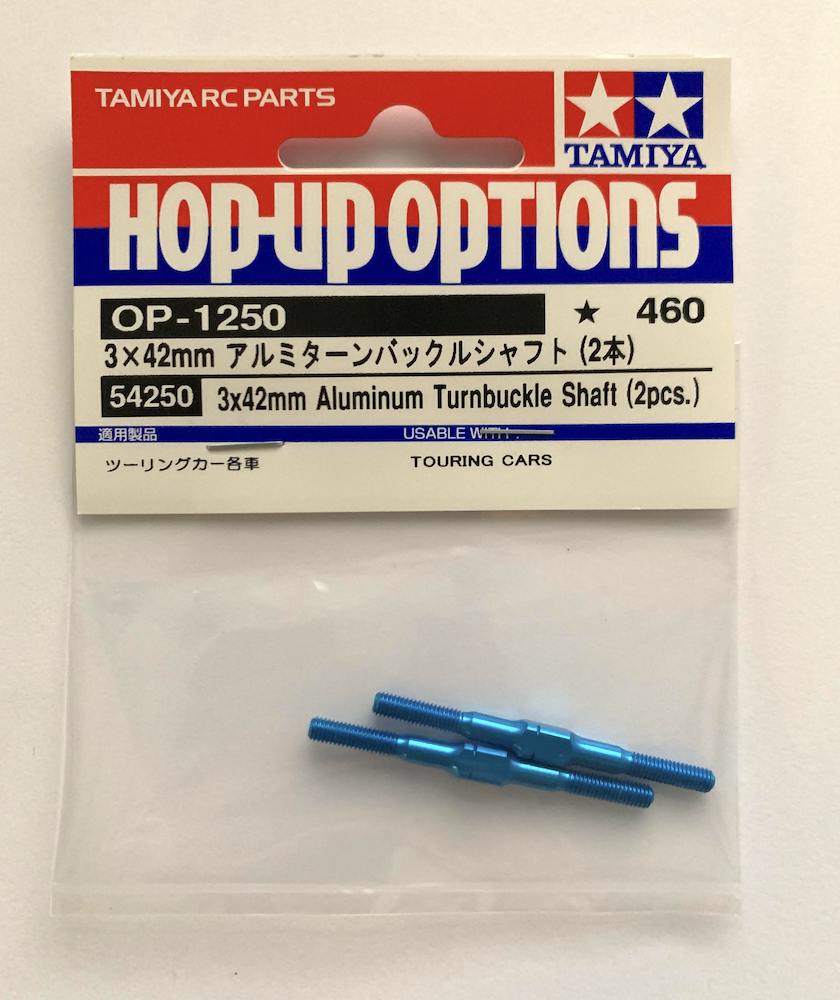 TAMIYA RC PARTS
TAMIYA
HOP-UP OPTIONS
OP-1250 ★ 460
3×42mm アルミターンバックルシャフト (2本)
54250 3x42mm Aluminum Turnbuckle Shaft (2pcs.)
適用製品 USABLE WITH :
ツーリングカー各車 TOURING CARS